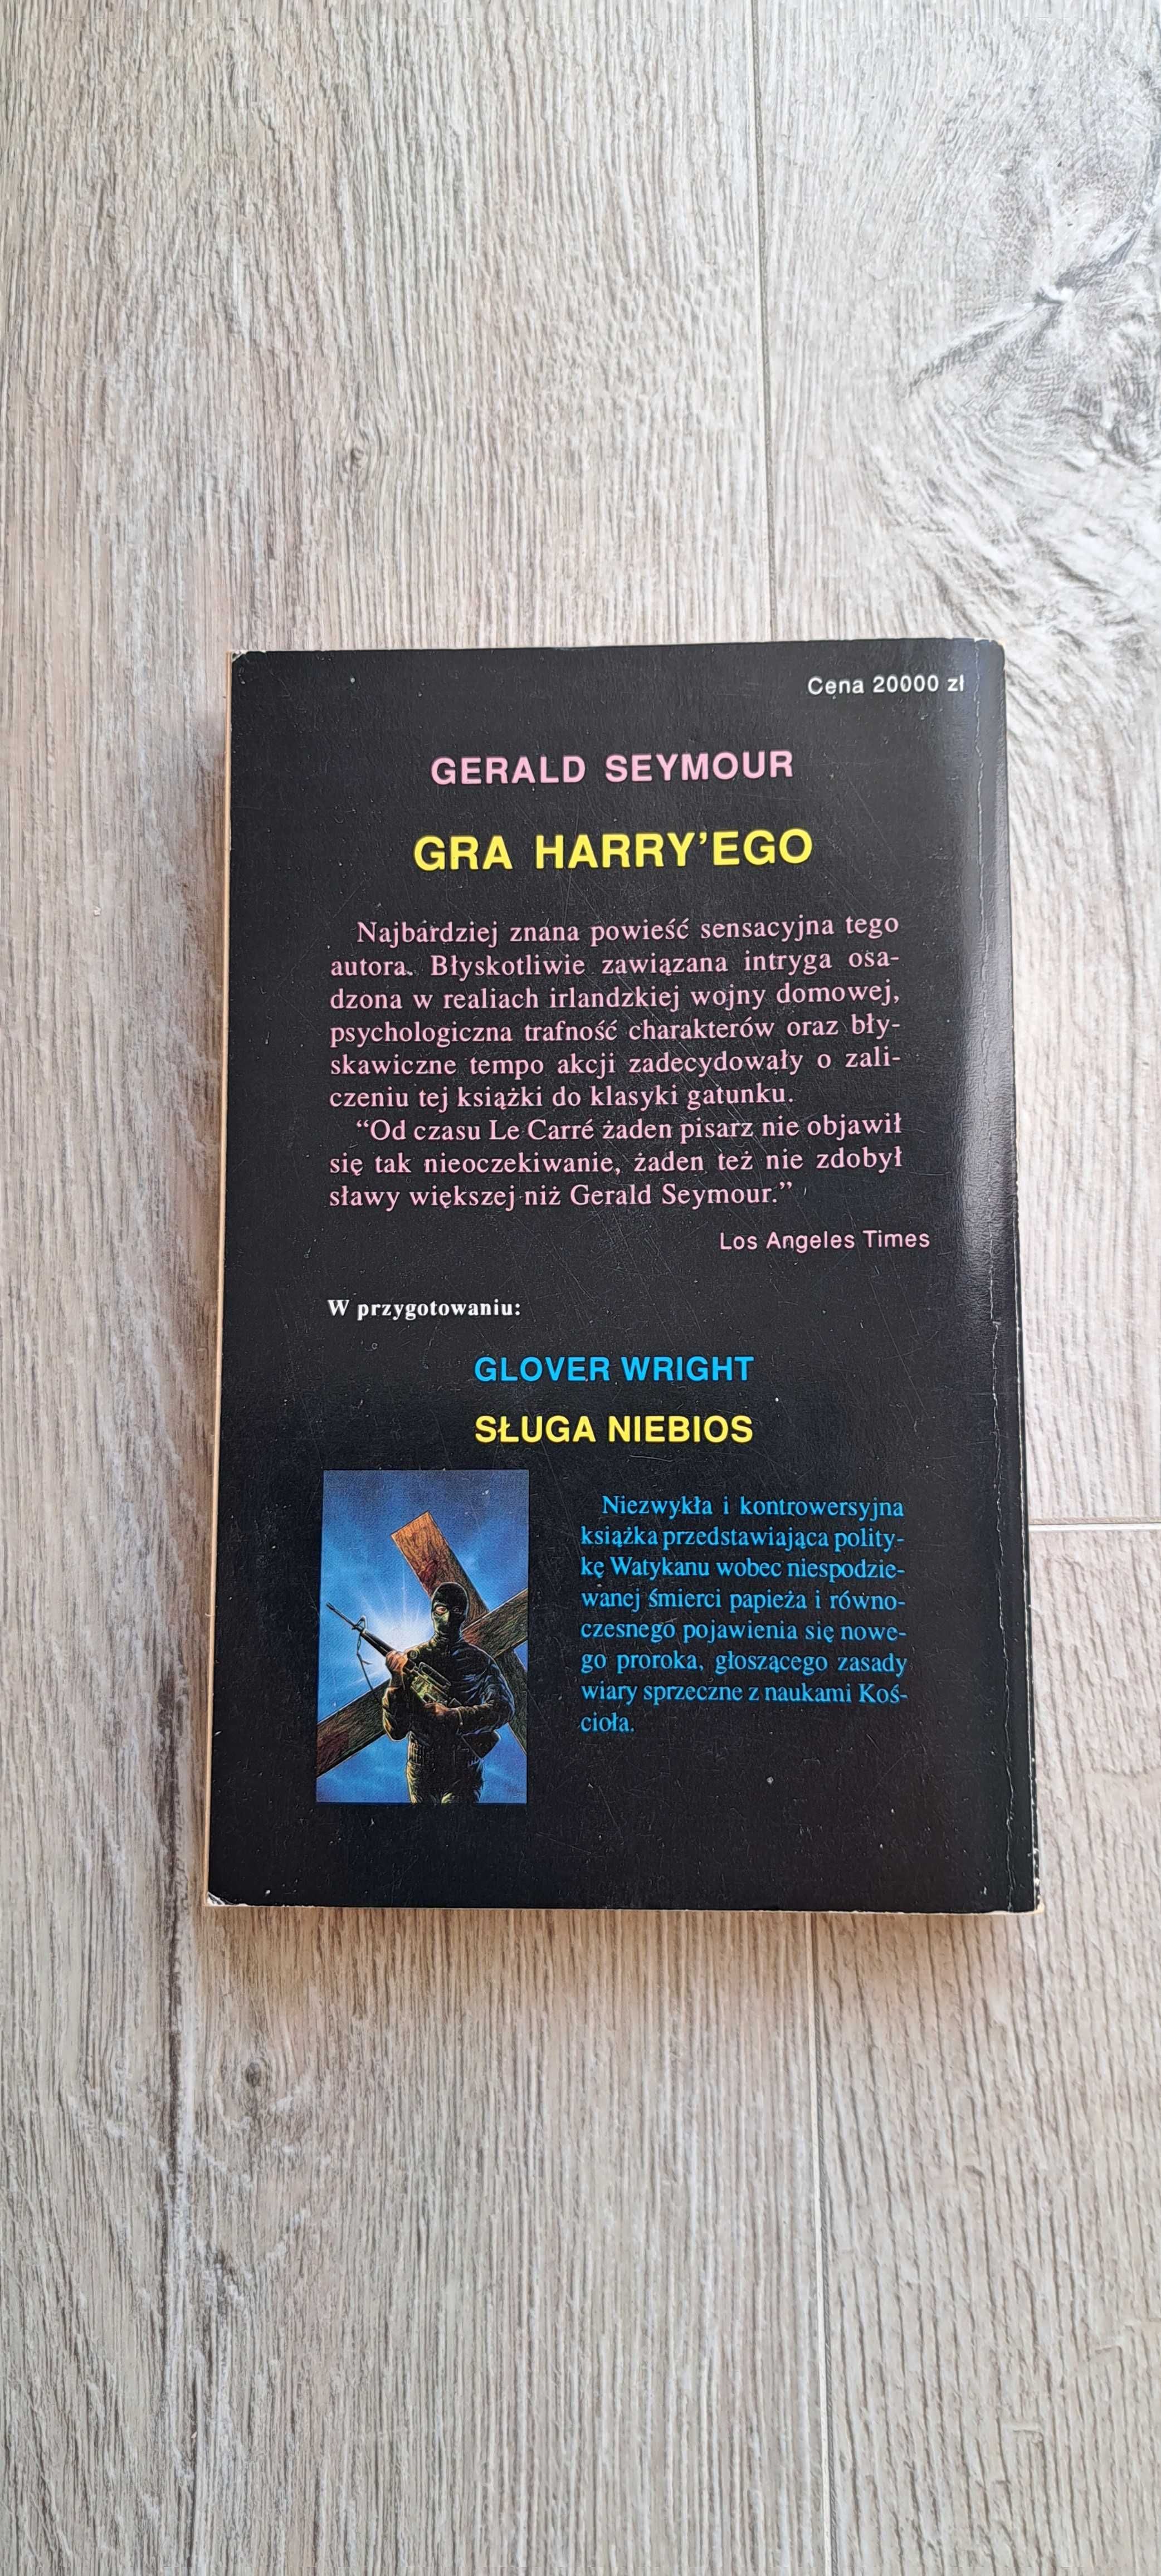 Cena 20000 zł
GERALD SEYMOUR
GRA HARRY’EGO
Najbardziej znana powieść sensacyjna tego
autora. Błyskotliwie zawiązana intryga osa-
dzona w realiach irlandzkiej wojny domowej,
psychologiczna trafność charakterów oraz bły-
skawiczne tempo akcji zadecydowały o zali-
czeniu tej książki do klasyki gatunku.
“Od czasu Le Carré żaden pisarz nie objawił
się tak nieoczekiwanie, żaden też nie zdobył
sławy większej niż Gerald Seymour.”
Los Angeles Times
W przygotowaniu:
GLOVER WRIGHT
SŁUGA NIEBIOS
Niezwykła i kontrowersyjna
książka przedstawiająca polity-
kę Watykanu wobec niespodzie-
wanej śmierci papieża i równo-
czesnego pojawienia się nowe-
go proroka, głoszącego zasady
wiary sprzeczne z naukami Koś-
cioła.